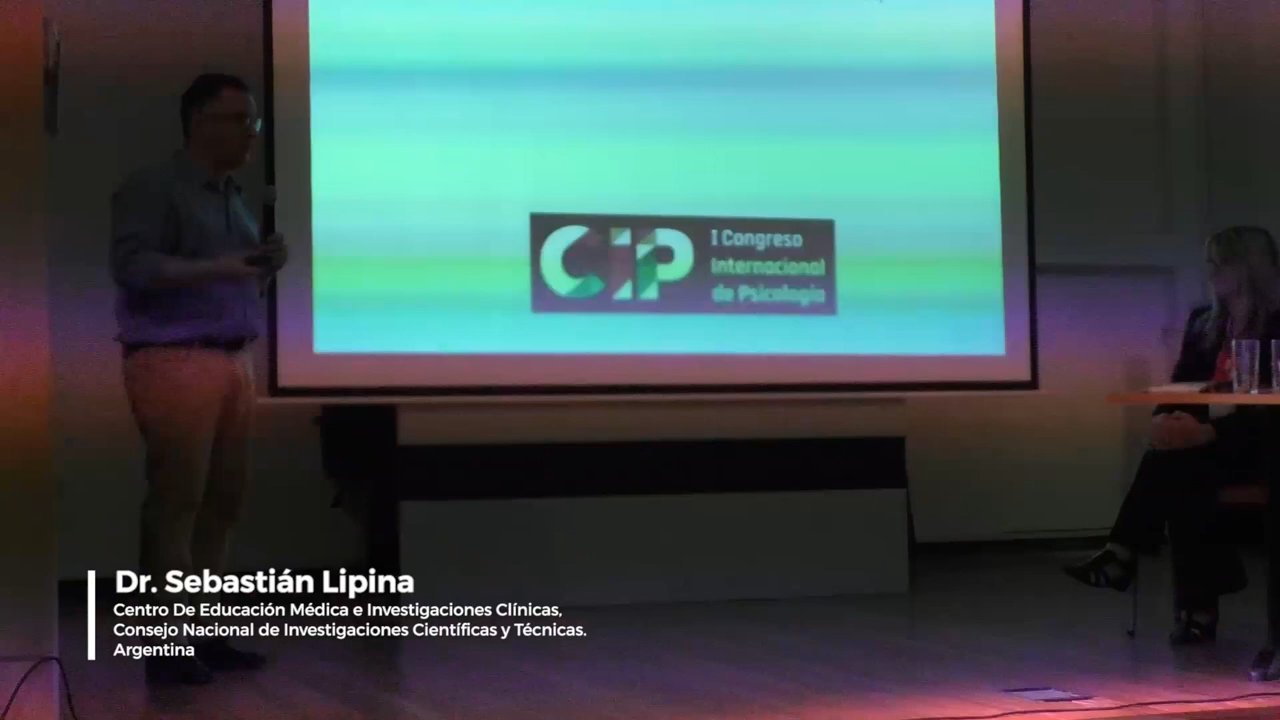 CIP
I Congreso
Internacional
de Psicología
Dr. Sebastián Lipina
Centro De Educación Médica e Investigaciones Clínicas,
Consejo Nacional de Investigaciones Científicas y Técnicas.
Argentina